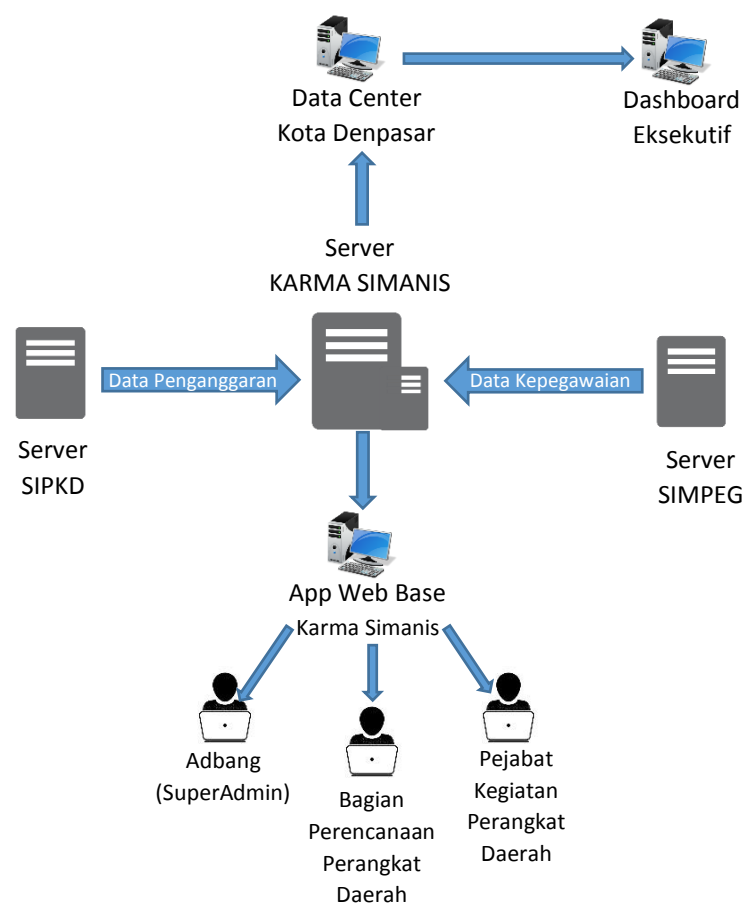 Data Center
Kota Denpasar
Dashboard
Eksekutif
Server
KARMA SIMANIS
Data Penganggaran
Data Kepegawaian
Server
SIPKD
Server
SIMPEG
App Web Base
Karma Simanis
Adbang
(SuperAdmin)
Bagian
Perencanaan
Perangkat
Daerah
Pejabat
Kegiatan
Perangkat
Daerah